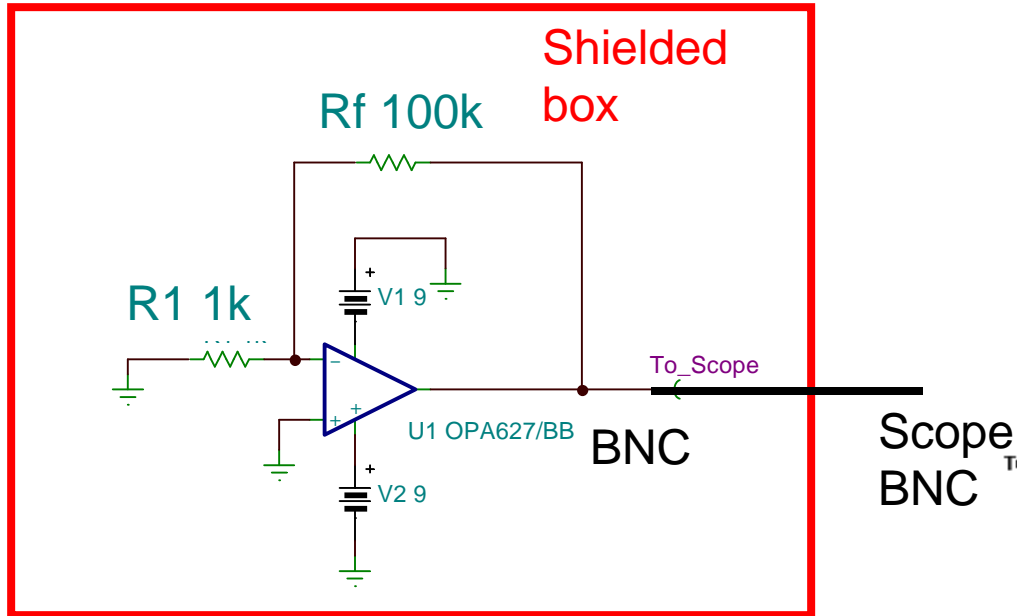 Shielded
box
Rf 100k
+
V1 9
R1 1k
To_Scope
U1 OPA627/BB
BNC
Scope
BNC
+
V2 9